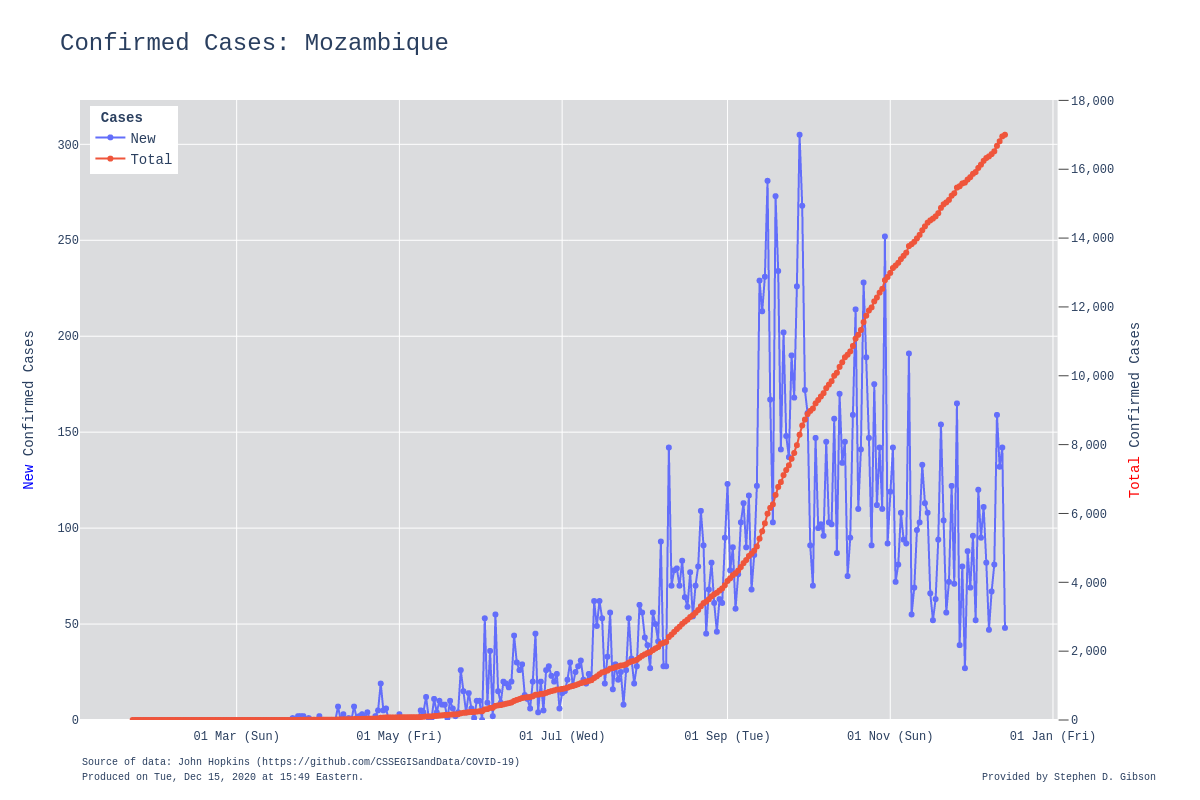 Confirmed Cases: Mozambique
Cases
New
Total
300
250
200
150
100
50
0
18,000
16,000
14,000
12,000
10,000
8,000
6,000
4,000
2,000
0
New Confirmed Cases
Total Confirmed Cases
01 Mar (Sun)
01 May (Fri)
01 Jul (Wed)
01 Sep (Tue)
01 Nov (Sun)
01 Jan (Fri)
Source of data: John Hopkins (https://github.com/CSSEGISandData/COVID-19)
Produced on Tue, Dec 15, 2020 at 15:49 Eastern.
Provided by Stephen D. Gibson